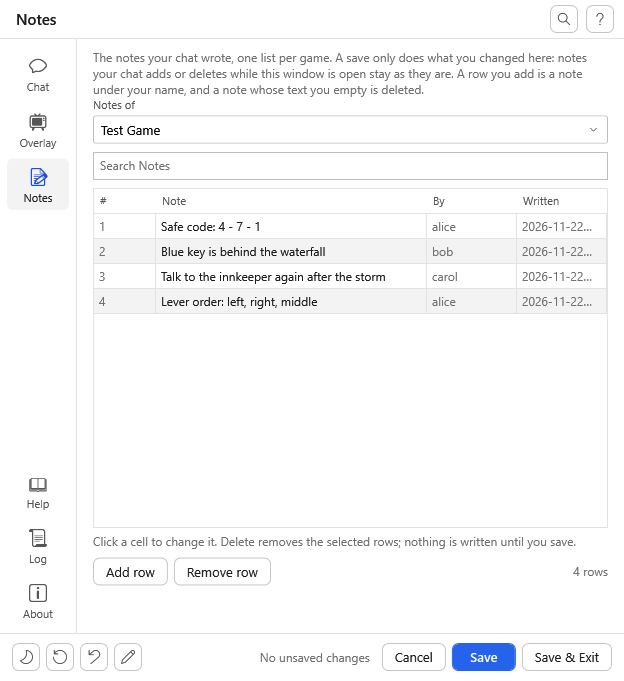 Notes
?
Chat
Overlay
Notes
Help
Log
About
The notes your chat wrote, one list per game. A save only does what you changed here: notes
your chat adds or deletes while this window is open stay as they are. A row you add is a note
under your name, and a note whose text you empty is deleted.
Notes of
Test Game
Search Notes
# Note By Written
1 Safe code: 4 - 7 - 1 alice 2026-11-22...
2 Blue key is behind the waterfall bob 2026-11-22...
3 Talk to the innkeeper again after the storm carol 2026-11-22...
4 Lever order: left, right, middle alice 2026-11-22...
Click a cell to change it. Delete removes the selected rows; nothing is written until you save.
Add row Remove row 4 rows
No unsaved changes Cancel Save Save & Exit